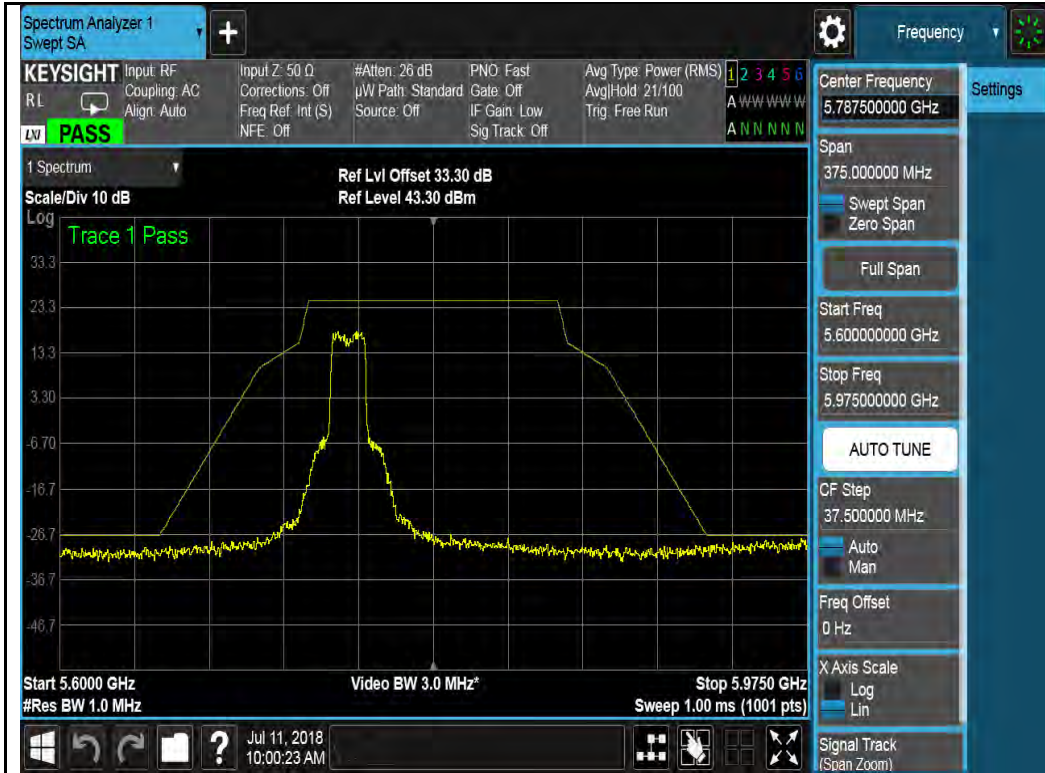 Spectrum Analyzer 1
Swept SA
+
Frequency
KEYSIGHT
RL
LXI PASS
Input: RF
Coupling: AC
Align: Auto
Input Z: 50 Ω
Corrections: Off
Freq Ref: Int (S)
NFE: Off
#Atten: 26 dB
µW Path: Standard
Source: Off
PNO: Fast
Gate: Off
IF Gain: Low
Sig Track: Off
Avg Type: Power (RMS)
Avg|Hold: 21/100
Trig: Free Run
1 2 3 4 5 6
A W W W W W
A N N N N N
1 Spectrum
Scale/Div 10 dB
Ref Lvl Offset 33.30 dB
Ref Level 43.30 dBm
Log
Trace 1 Pass
33.3
23.3
13.3
3.30
-6.70
-16.7
-26.7
-36.7
-46.7
Start 5.6000 GHz
#Res BW 1.0 MHz
Video BW 3.0 MHz*
Stop 5.9750 GHz
Sweep 1.00 ms (1001 pts)
Jul 11, 2018
10:00:23 AM
?
Center Frequency
5.787500000 GHz
Settings
Span
375.000000 MHz
Swept Span
Zero Span
Full Span
Start Freq
5.600000000 GHz
Stop Freq
5.975000000 GHz
AUTO TUNE
CF Step
37.500000 MHz
Auto
Man
Freq Offset
0 Hz
X Axis Scale
Log
Lin
Signal Track
(Span Zoom)